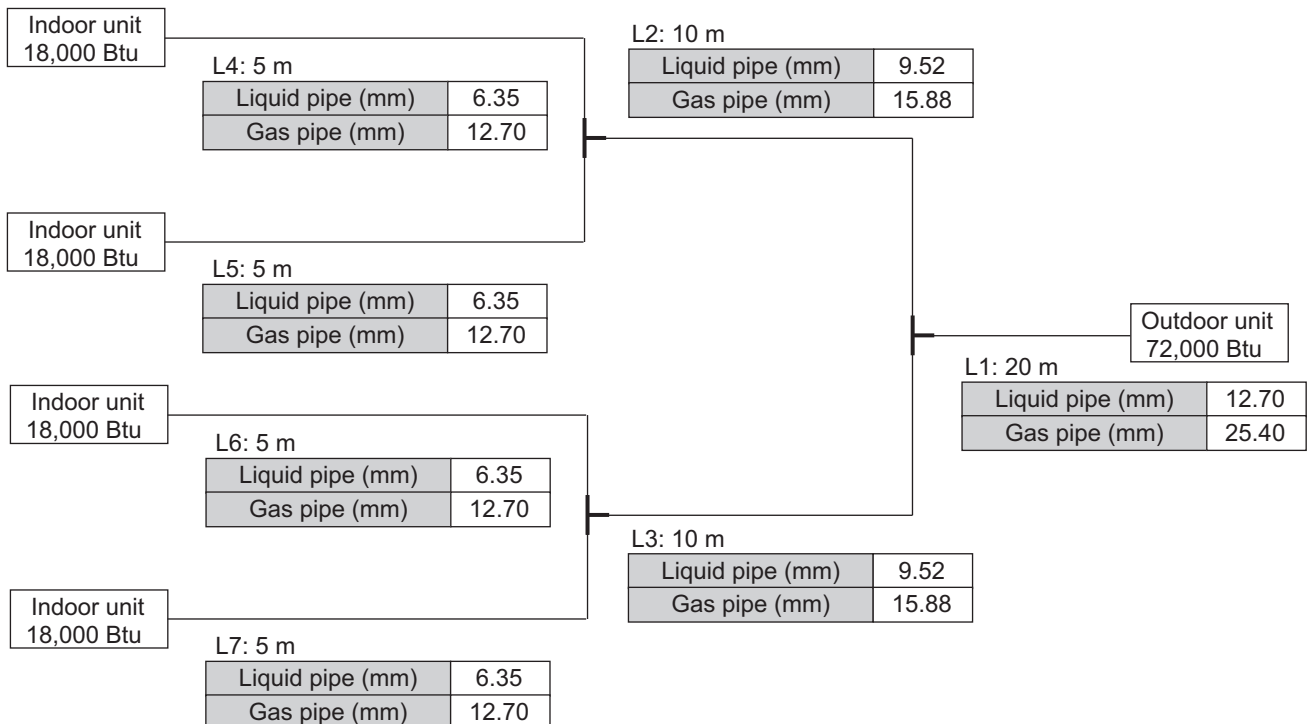 Indoor unit
18,000 Btu
L4: 5 m
Liquid pipe (mm) 6.35
Gas pipe (mm) 12.70
L2: 10 m
Liquid pipe (mm) 9.52
Gas pipe (mm) 15.88
Indoor unit
18,000 Btu
L5: 5 m
Liquid pipe (mm) 6.35
Gas pipe (mm) 12.70
Outdoor unit
72,000 Btu
L1: 20 m
Liquid pipe (mm) 12.70
Gas pipe (mm) 25.40
Indoor unit
18,000 Btu
L6: 5 m
Liquid pipe (mm) 6.35
Gas pipe (mm) 12.70
L3: 10 m
Liquid pipe (mm) 9.52
Gas pipe (mm) 15.88
Indoor unit
18,000 Btu
L7: 5 m
Liquid pipe (mm) 6.35
Gas pipe (mm) 12.70